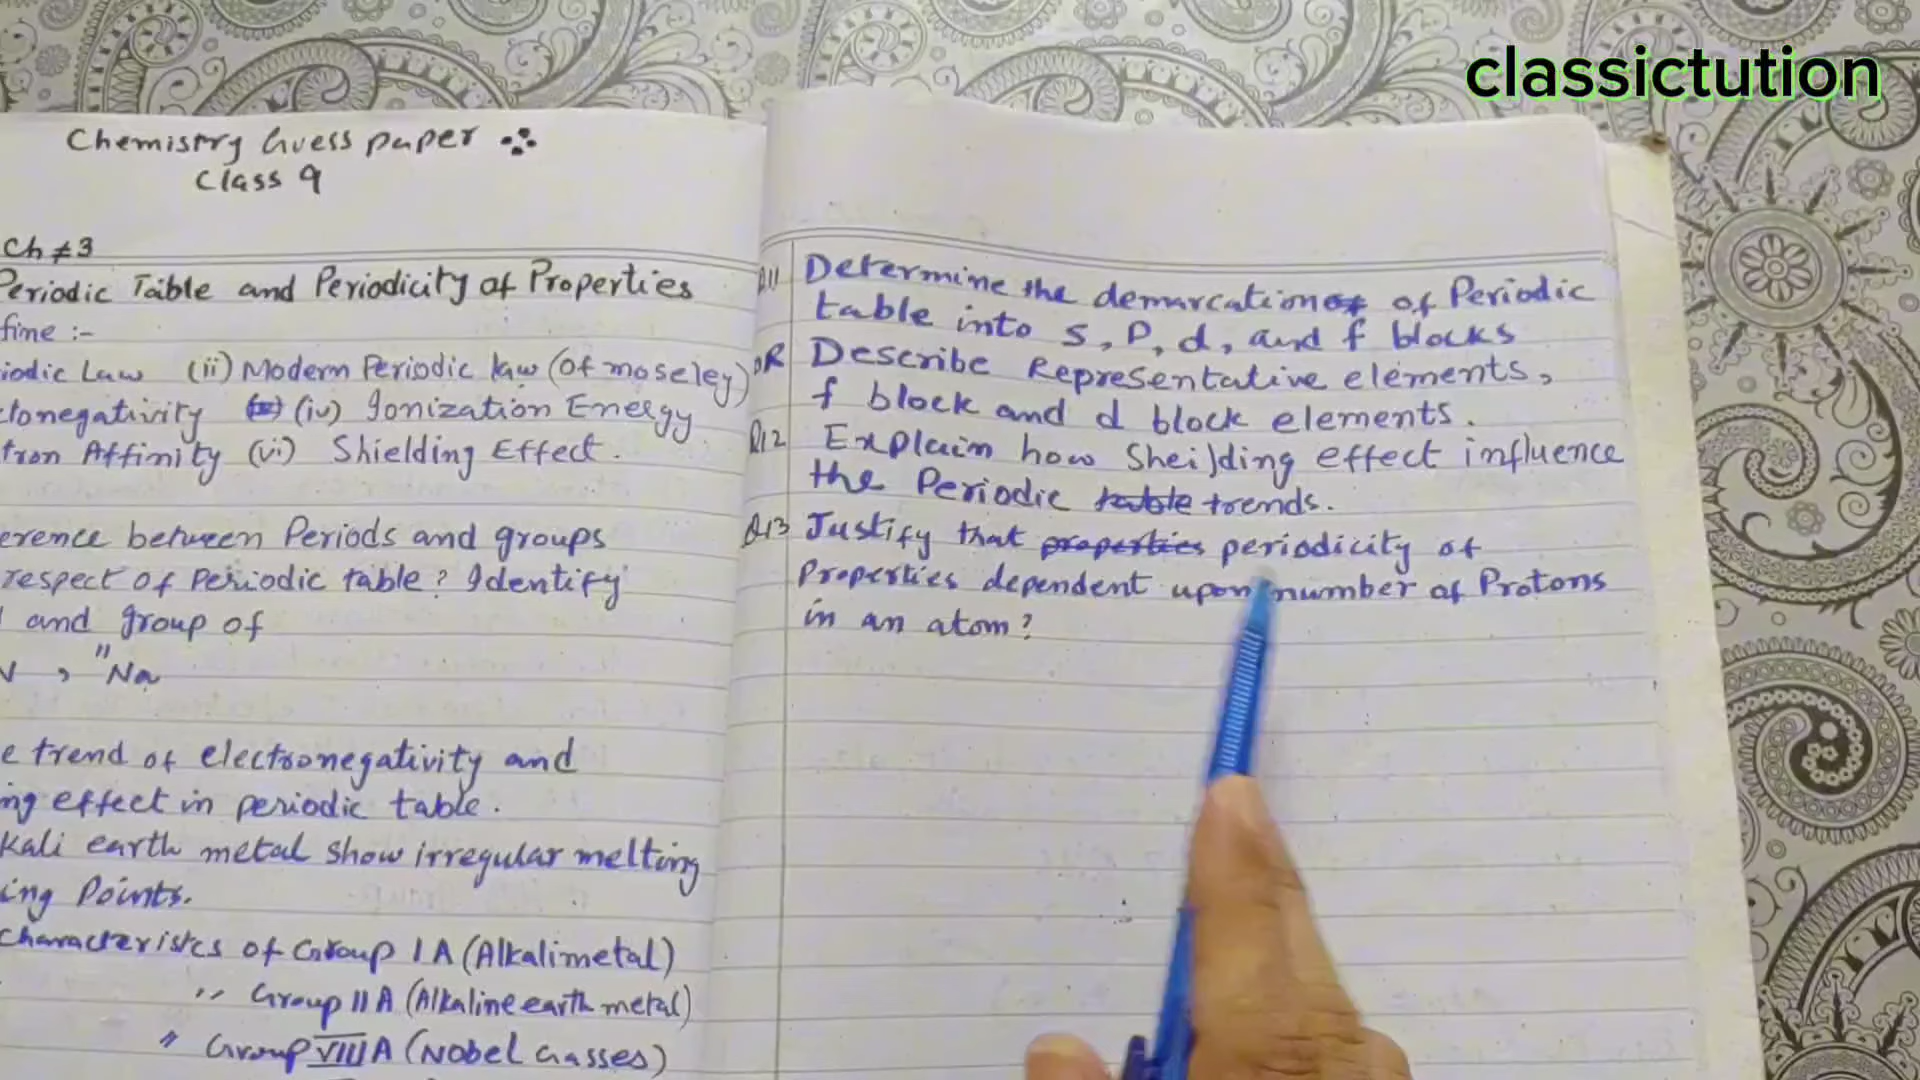 classictution
Chemistry Guess paper
Class 9
Ch # 3
Periodic Table and Periodicity of Properties
fine :-
iodic Law (ii) Modern Periodic law (of moseley)
tonegativity (iv) Ionization Energy
tron Affinity (vi) Shielding Effect.
erence between Periods and groups
respect of Periodic table? Identify
and group of
, 11Na
e trend of electronegativity and
ng effect in periodic table.
kali earth metal show irregular melting
ing Points.
Characteristcs of Group I A (Alkalimetal)
" Group II A (Alkaline earth metal)
" Group VIII A (Nobel Gasses)
Q11 Determine the demarcation of Periodic
table into s, P, d, and f blocks
OR Describe Representative elements,
f block and d block elements.
Q12 Explain how Sheilding effect influence
the Periodic table trends.
Q13 Justify that properties periodicity of
Properties dependent upon number of Protons
in an atom?